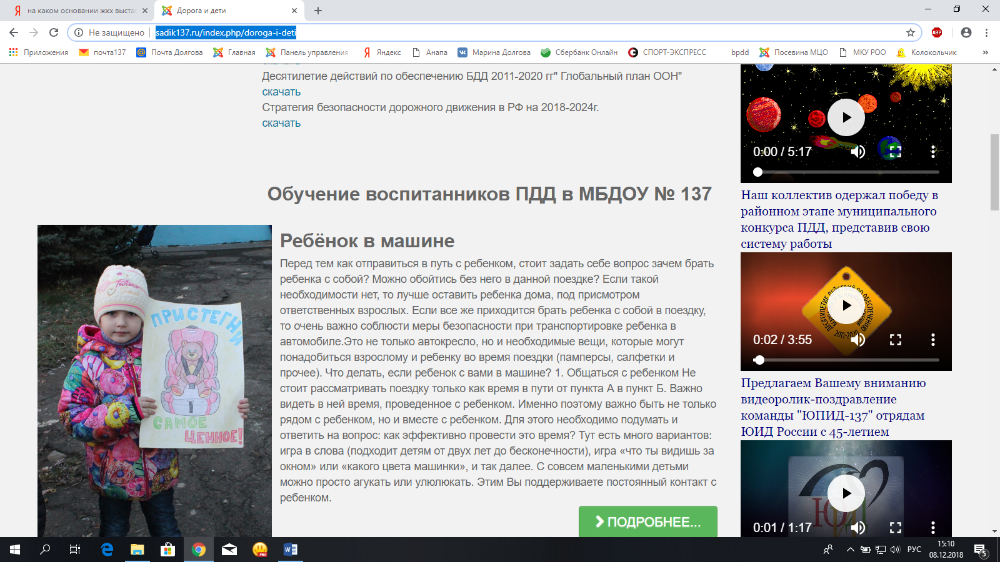 на каком основании жкх выста
Дорога и дети
Не защищено
sadik137.ru/index.php/doroga-i-deti
ABP
Приложения
почта137
Почта Долгова
Главная
Панель управления
Яндекс
Анапа
Марина Долгова
Сбербанк Онлайн
СПОРТ-ЭКСПРЕСС
bpdd
Посевина МЦО
МКУ РОО
Колокольчик
скачать
Десятилетие действий по обеспечению БДД 2011-2020 гг" Глобальный план ООН"
скачать
Стратегия безопасности дорожного движения в РФ на 2018-2024г.
скачать
Обучение воспитанников ПДД в МБДОУ № 137
ПРИСТЕГНИ
САМОЕ
ЦЕННОЕ!
Ребёнок в машине
Перед тем как отправиться в путь с ребенком, стоит задать себе вопрос зачем брать
ребенка с собой? Можно обойтись без него в данной поездке? Если такой
необходимости нет, то лучше оставить ребенка дома, под присмотром
ответственных взрослых. Если все же приходится брать ребенка с собой в поездку,
то очень важно соблюсти меры безопасности при транспортировке ребенка в
автомобиле.Это не только автокресло, но и необходимые вещи, которые могут
понадобиться взрослому и ребенку во время поездки (памперсы, салфетки и
прочее). Что делать, если ребенок с вами в машине? 1. Общаться с ребенком Не
стоит рассматривать поездку только как время в пути от пункта А в пункт Б. Важно
видеть в ней время, проведенное с ребенком. Именно поэтому важно быть не только
рядом с ребенком, но и вместе с ребенком. Для этого необходимо подумать и
ответить на вопрос: как эффективно провести это время? Тут есть много вариантов:
игра в слова (подходит детям от двух лет до бесконечности), игра «что ты видишь за
окном» или «какого цвета машинки», и так далее. С совсем маленькими детьми
можно просто агукать или улюлюкать. Этим Вы поддерживаете постоянный контакт с
ребенком.
ПОДРОБНЕЕ...
0:00 / 5:17
Наш коллектив одержал победу в
районном этапе муниципального
конкурса ПДД, представив свою
систему работы
ДЕСЯТИЛЕТИЕ ДЕЙСТВИЙ ПО ОБЕСПЕЧЕНИЮ
2011-2020
0:02 / 3:55
Предлагаем Вашему вниманию
видеоролик-поздравление
команды "ЮПИД-137" отрядам
ЮИД России с 45-летием
ЮИД
0:01 / 1:17
PRO
РУС
15:10
08.12.2018
5